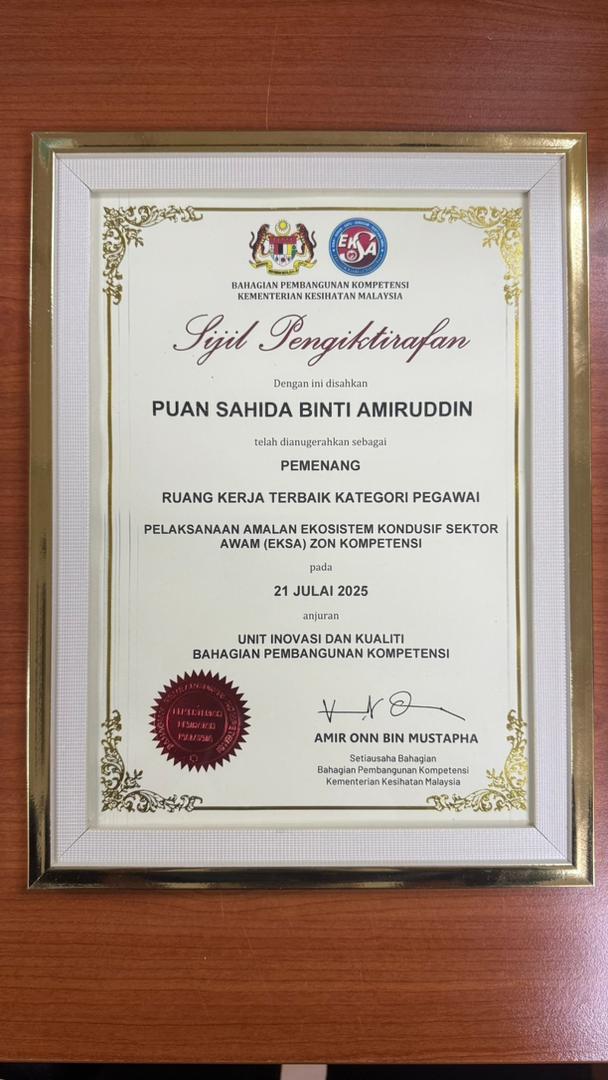 EKSA
BAHAGIAN PEMBANGUNAN KOMPETENSI
KEMENTERIAN KESIHATAN MALAYSIA
Sijil Pengiktirafan
Dengan ini disahkan
PUAN SAHIDA BINTI AMIRUDDIN
telah dianugerahkan sebagai
PEMENANG
RUANG KERJA TERBAIK KATEGORI PEGAWAI
PELAKSANAAN AMALAN EKOSISTEM KONDUSIF SEKTOR
AWAM (EKSA) ZON KOMPETENSI
pada
21 JULAI 2025
anjuran
UNIT INOVASI DAN KUALITI
BAHAGIAN PEMBANGUNAN KOMPETENSI
AMIR ONN BIN MUSTAPHA
Setiausaha Bahagian
Bahagian Pembangunan Kompetensi
Kementerian Kesihatan Malaysia